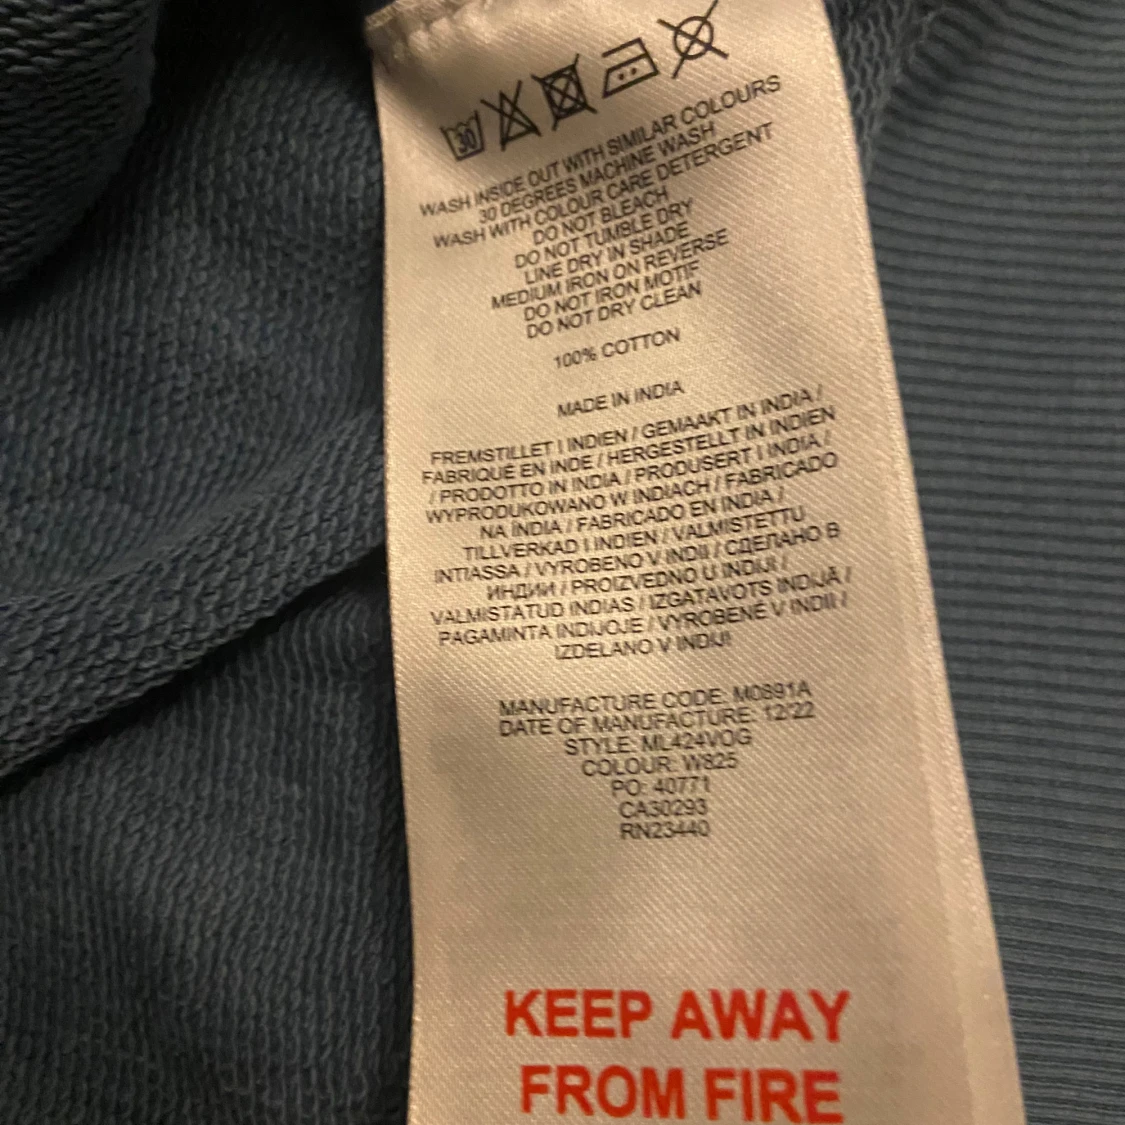 30
WASH INSIDE OUT WITH SIMILAR COLOURS
30 DEGREES MACHINE WASH
WASH WITH COLOUR CARE DETERGENT
DO NOT BLEACH
DO NOT TUMBLE DRY
LINE DRY IN SHADE
MEDIUM IRON ON REVERSE
DO NOT IRON MOTIF
DO NOT DRY CLEAN
100% COTTON
MADE IN INDIA
FREMSTILLET I INDIEN / GEMAAKT IN INDIA /
FABRIQUÉ EN INDE / HERGESTELLT IN INDIEN
/ PRODOTTO IN INDIA / PRODUSERT I INDIA /
WYPRODUKOWANO W INDIACH / FABRICADO
NA ÍNDIA / FABRICADO EN INDIA /
TILLVERKAD I INDIEN / VALMISTETTU
INTIASSA / VYROBENO V INDII / СДЕЛАНО В
ИНДИИ / PROIZVEDNO U INDIJI /
VALMISTATUD INDIAS / IZGATAVOTS INDIJĀ /
PAGAMINTA INDIJOJE / VYROBENÉ V INDII /
IZDELANO V INDIJI
MANUFACTURE CODE: M0891A
DATE OF MANUFACTURE: 12/22
STYLE: ML424VOG
COLOUR: W825
PO: 40771
CA30293
RN23440
KEEP AWAY
FROM FIRE